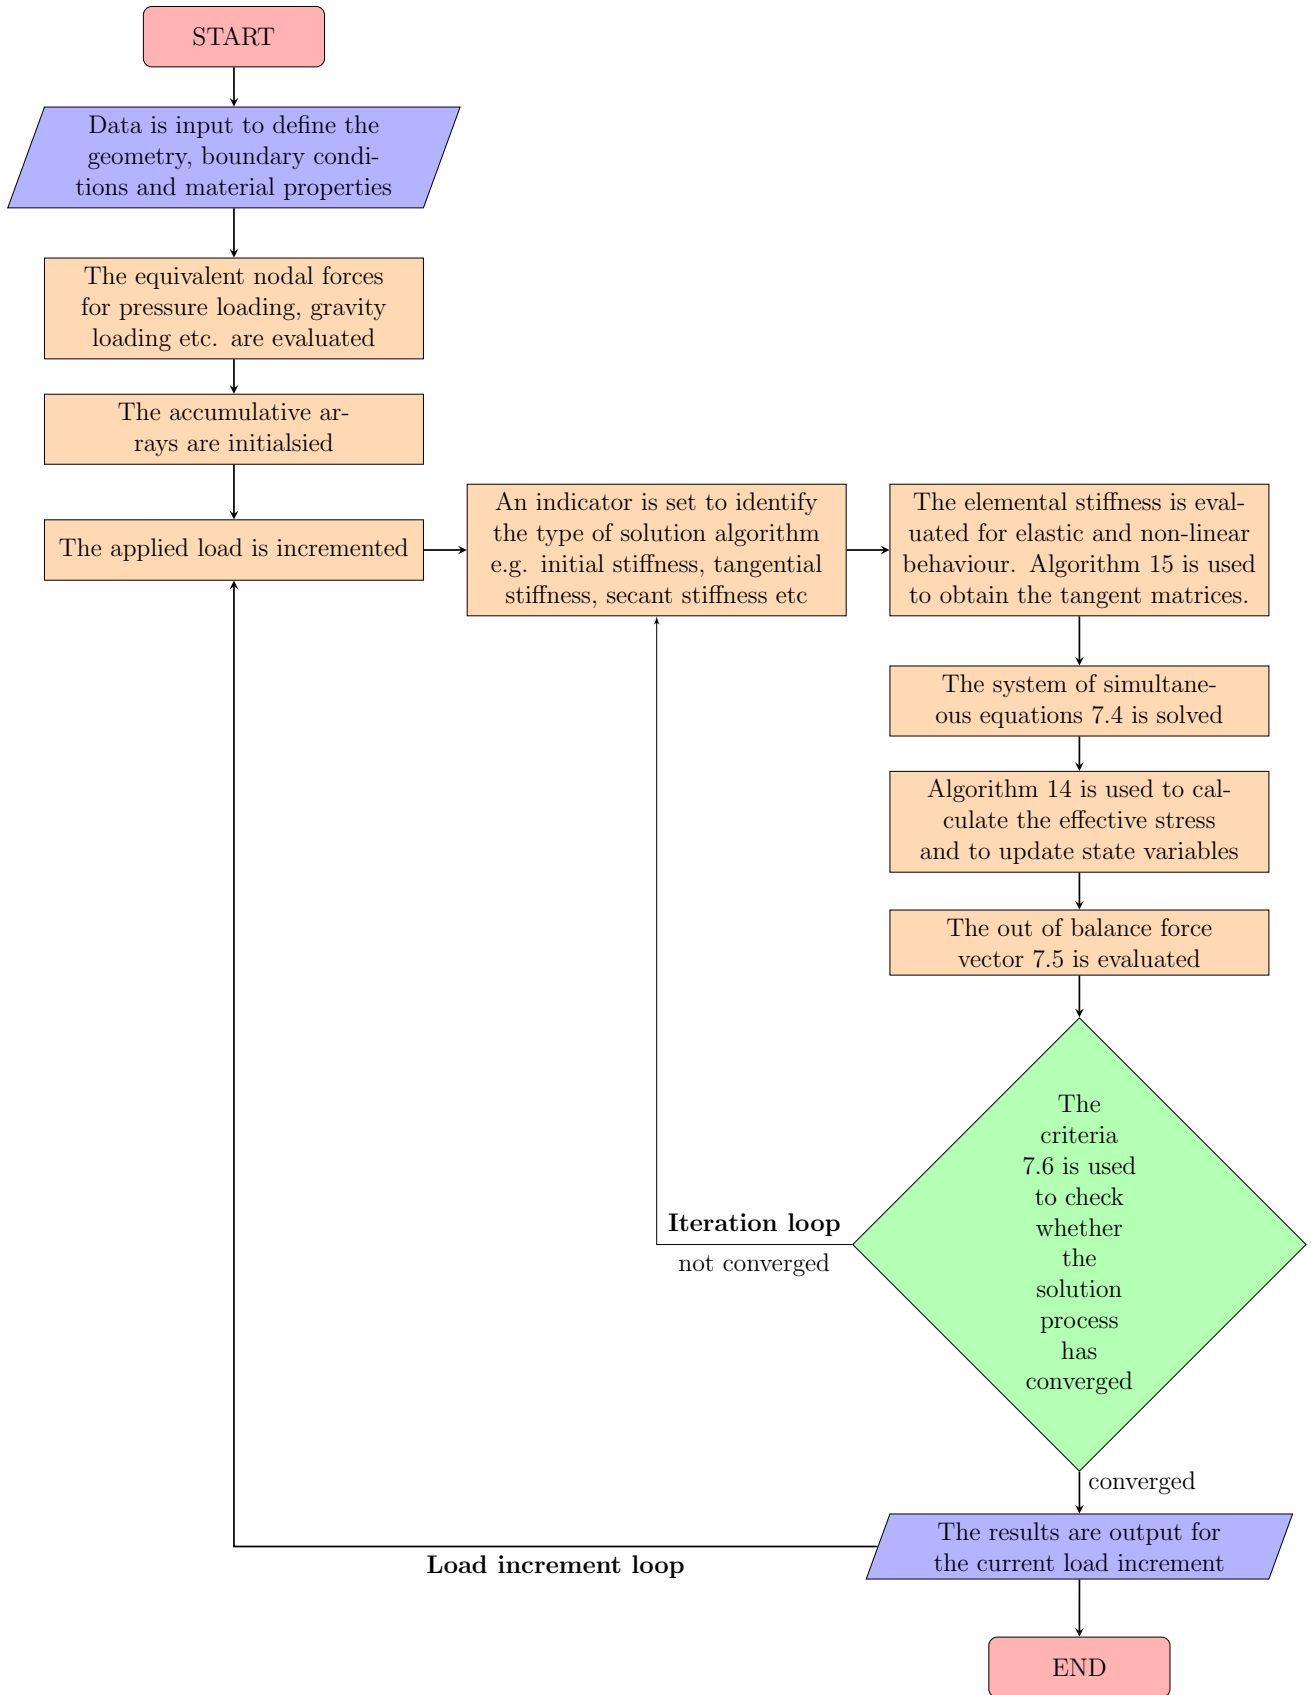 START
Data is input to define the
geometry, boundary condi-
tions and material properties
The equivalent nodal forces
for pressure loading, gravity
loading etc. are evaluated
The accumulative ar-
rays are initialsied
The applied load is incremented
An indicator is set to identify
the type of solution algorithm
e.g. initial stiffness, tangential
stiffness, secant stiffness etc
The elemental stiffness is eval-
uated for elastic and non-linear
behaviour. Algorithm 15 is used
to obtain the tangent matrices.
The system of simultane-
ous equations 7.4 is solved
Algorithm 14 is used to cal-
culate the effective stress
and to update state variables
The out of balance force
vector 7.5 is evaluated
The
criteria
7.6 is used
to check
whether
the
solution
process
has
converged
Iteration loop
not converged
converged
The results are output for
the current load increment
Load increment loop
END